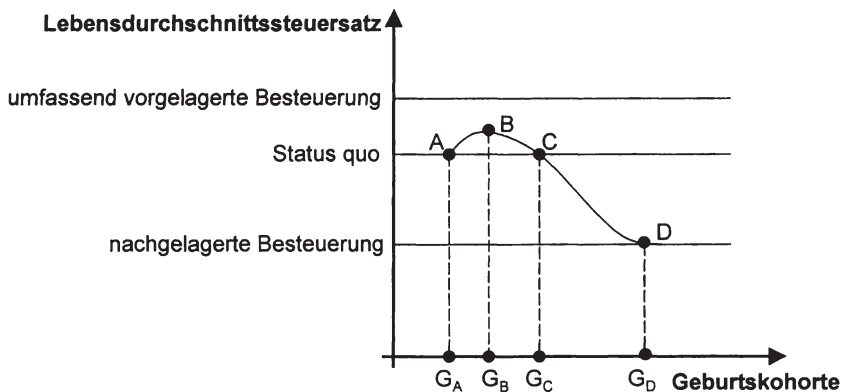 Lebensdurchschnittssteuersatz
umfassend vorgelagerte Besteuerung
B
A
C
Status quo
D
nachgelagerte Besteuerung
G_A G_B G_C G_D
Geburtskohorte